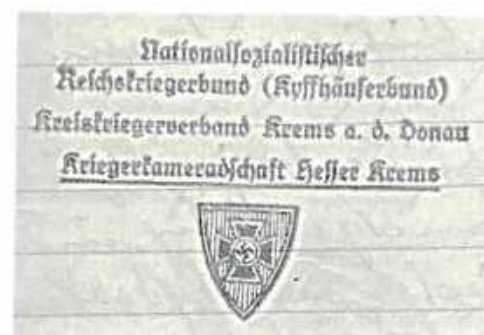 Nationalsozialistischer
Reichskriegerbund (Kyffhäuserbund)
Kreiskriegerverband Krems a. d. Donau
Kriegerkameradschaft Hesser Krems